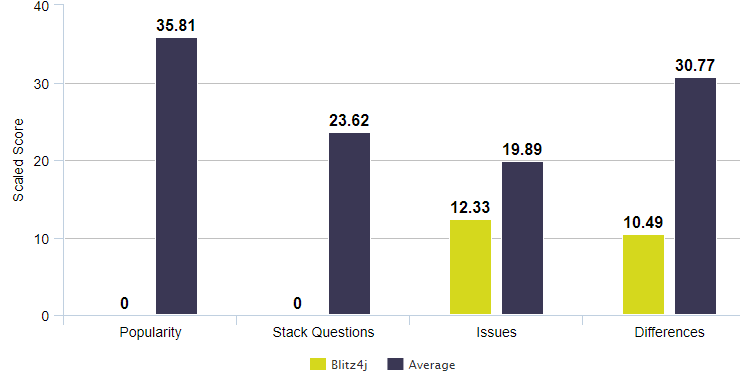 40
35.81
30.77
30
23.62
Scaled Score
19.89
20
12.33
10.49
10
0
0
0
Popularity
Stack Questions
Issues
Differences
Blitz4j
Average